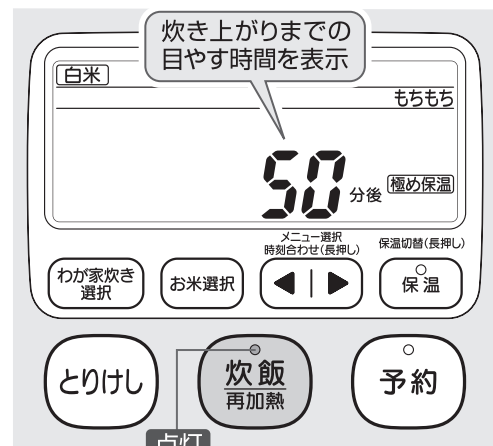 炊き上がりまでの
目やす時間を表示
白米
もちもち
50 分後 極め保温
メニュー選択
時刻合わせ(長押し)
保温切替(長押し)
わが家炊き
選択
お米選択
保温
とりけし
炊飯
再加熱
予約
点灯